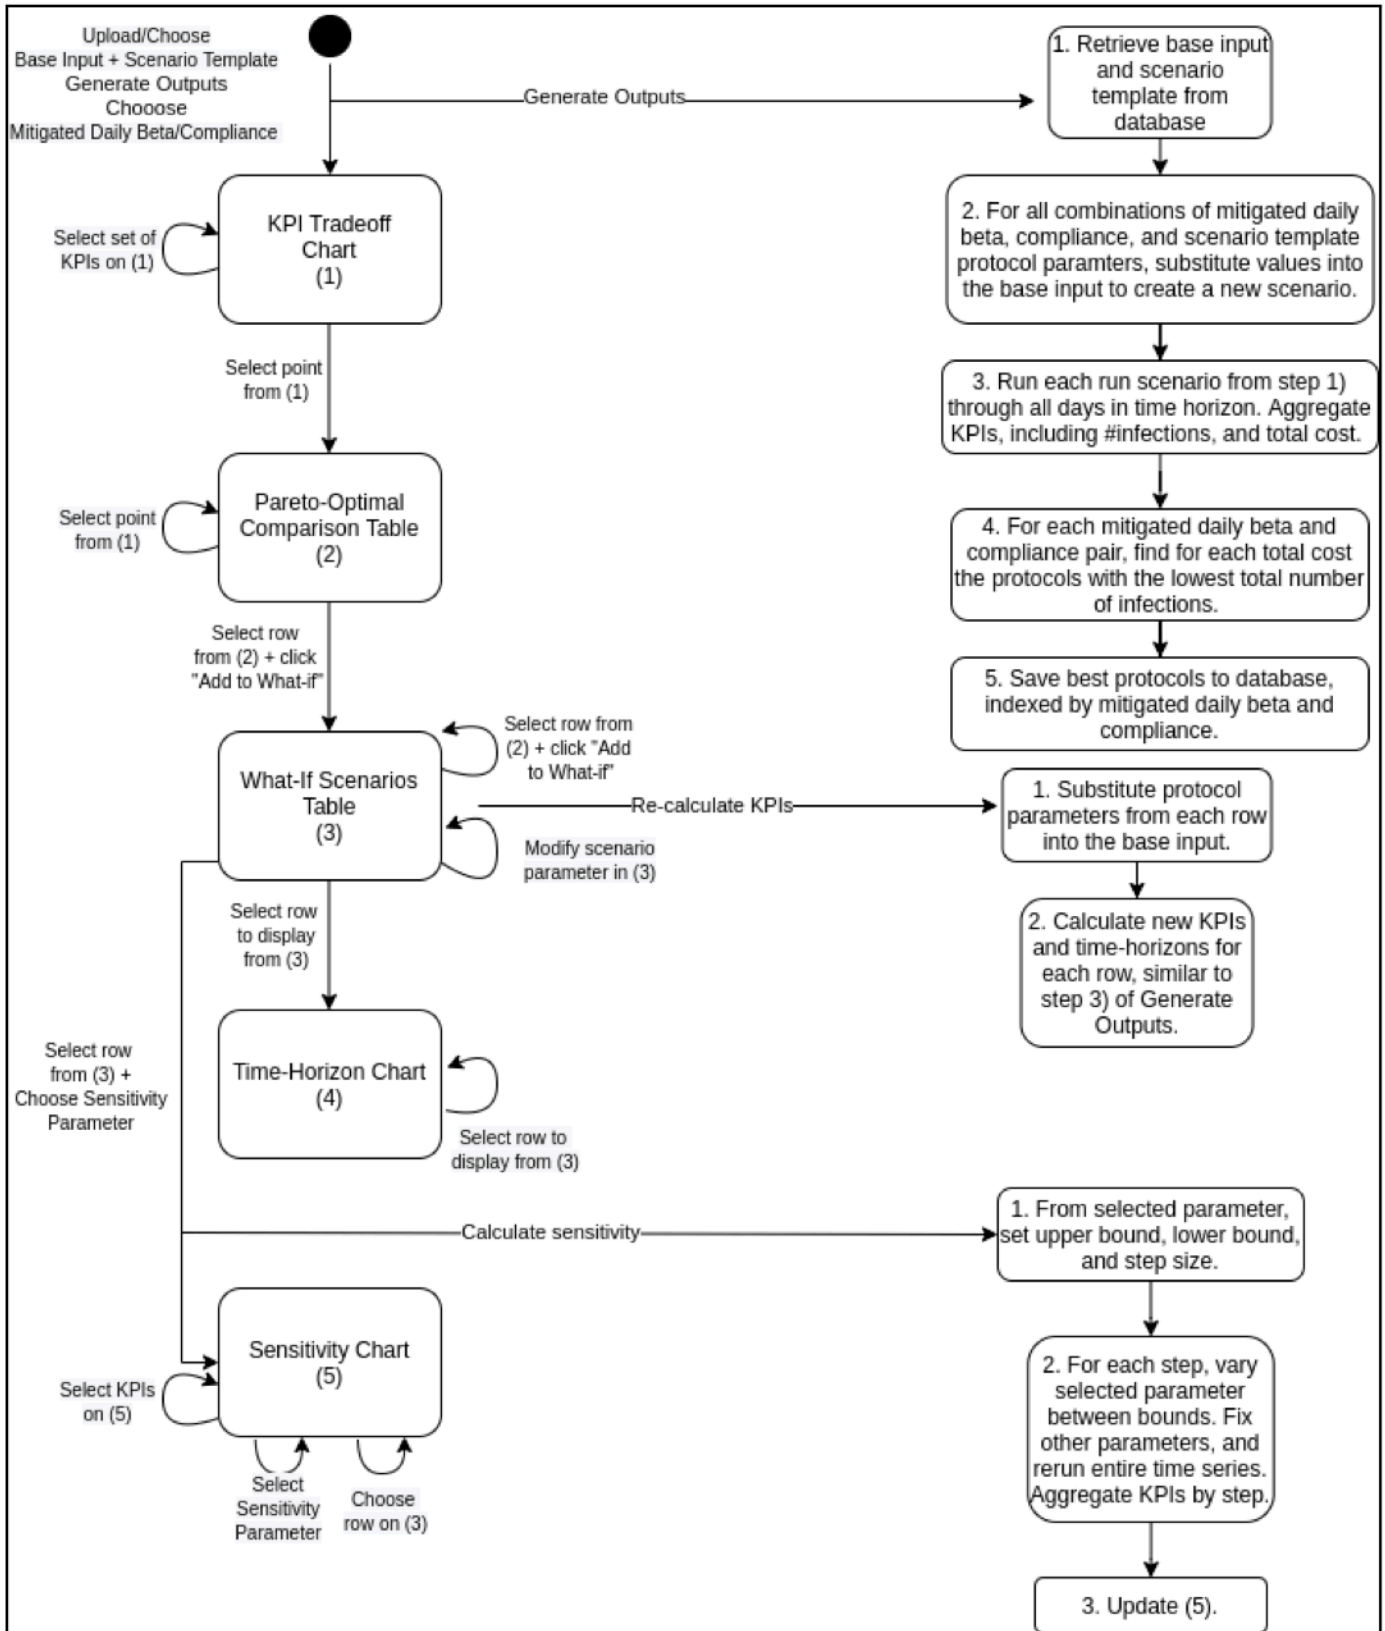 Upload/Choose
Base Input + Scenario Template
Generate Outputs
Chooose
Mitigated Daily Beta/Compliance
Generate Outputs
1. Retrieve base input
and scenario
template from
database
KPI Tradeoff
Chart
(1)
Select set of
KPIs on (1)
2. For all combinations of mitigated daily
beta, compliance, and scenario template
protocol paramters, substitute values into
the base input to create a new scenario.
Select point
from (1)
3. Run each run scenario from step 1)
through all days in time horizon. Aggregate
KPIs, including #infections, and total cost.
Pareto-Optimal
Comparison Table
(2)
Select point
from (1)
4. For each mitigated daily beta and
compliance pair, find for each total cost
the protocols with the lowest total number
of infections.
Select row
from (2) + click
"Add to What-if"
5. Save best protocols to database,
indexed by mitigated daily beta and
compliance.
What-If Scenarios
Table
(3)
Select row from
(2) + click "Add
to What-if"
Re-calculate KPIs
Modify scenario
parameter in (3)
1. Substitute protocol
parameters from each row
into the base input.
2. Calculate new KPIs
and time-horizons for
each row, similar to
step 3) of Generate
Outputs.
Select row
to display
from (3)
Time-Horizon Chart
(4)
Select row to
display from (3)
Select row
from (3) +
Choose Sensitivity
Parameter
Calculate sensitivity
1. From selected parameter,
set upper bound, lower bound,
and step size.
Sensitivity Chart
(5)
Select KPIs
on (5)
Select
Sensitivity
Parameter
Choose
row on (3)
2. For each step, vary
selected parameter
between bounds. Fix
other parameters, and
rerun entire time series.
Aggregate KPIs by step.
3. Update (5).